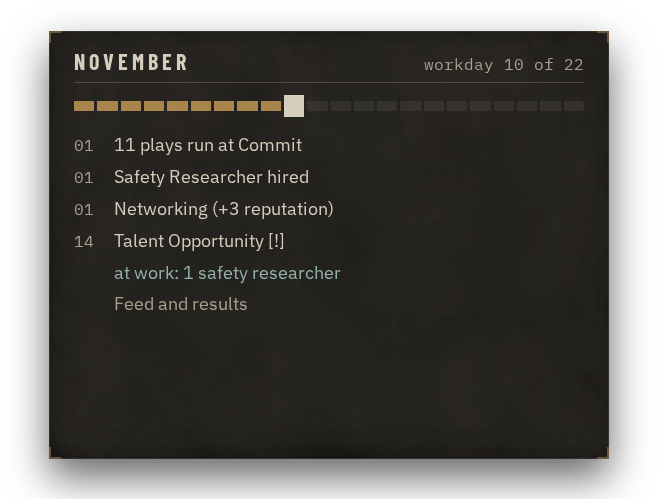 NOVEMBER
workday 10 of 22
01 11 plays run at Commit
01 Safety Researcher hired
01 Networking (+3 reputation)
14 Talent Opportunity [!]
at work: 1 safety researcher
Feed and results